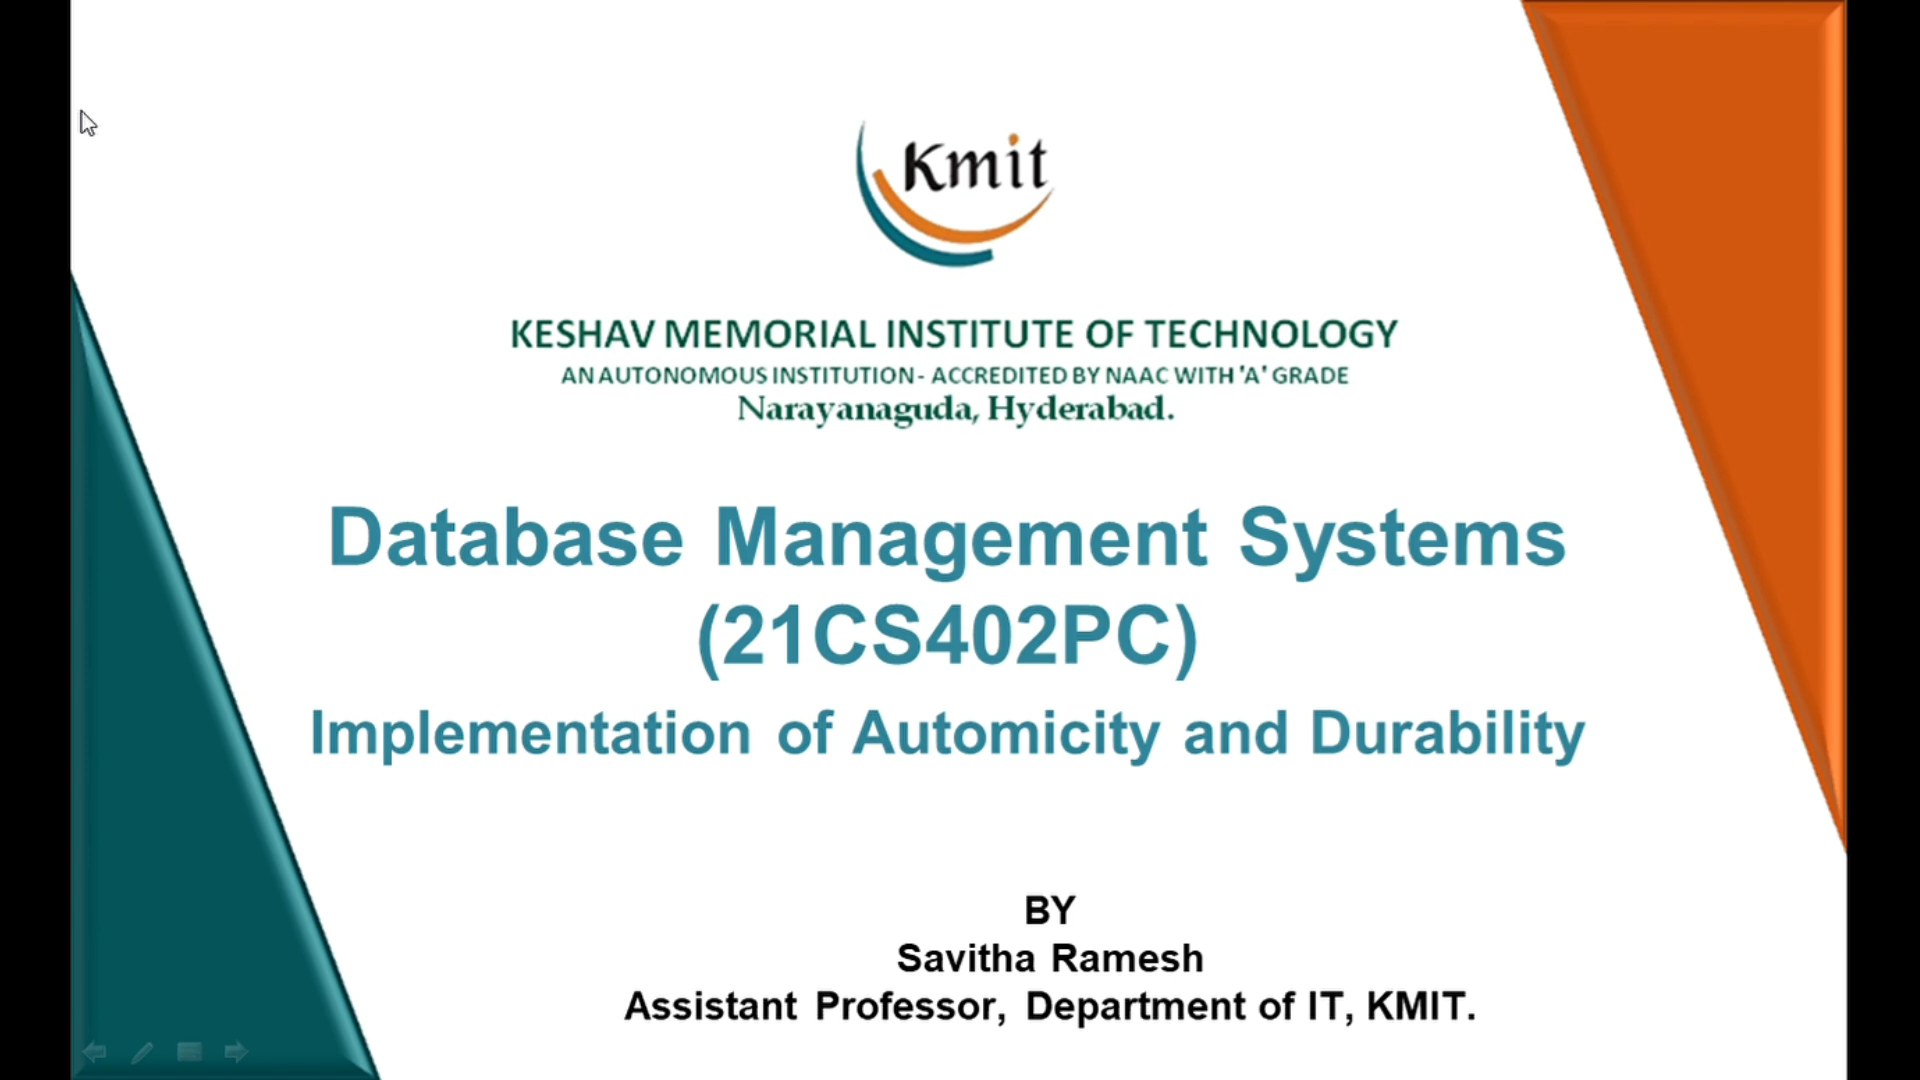 Kmit
KESHAV MEMORIAL INSTITUTE OF TECHNOLOGY
AN AUTONOMOUS INSTITUTION - ACCREDITED BY NAAC WITH 'A' GRADE
Narayanaguda, Hyderabad.
Database Management Systems
(21CS402PC)
Implementation of Automicity and Durability
BY
Savitha Ramesh
Assistant Professor, Department of IT, KMIT.